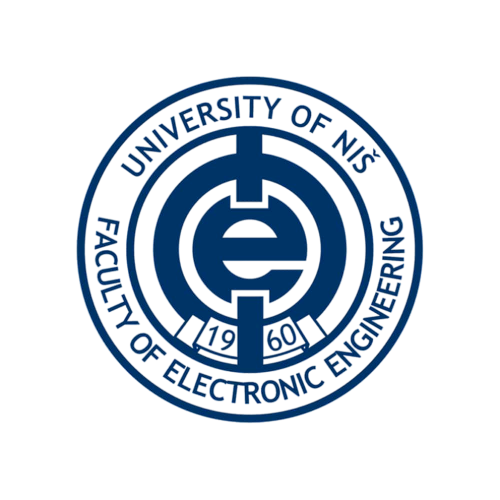 UNIVERSITY OF NIŠ
e
19 60
FACULTY OF ELECTRONIC ENGINEERING